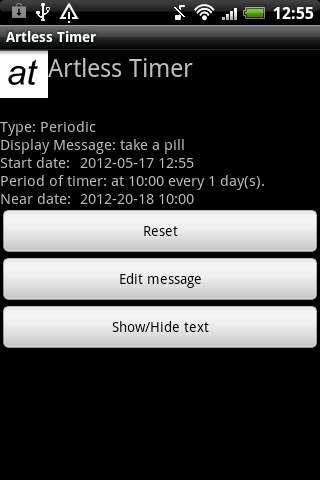 12:55
Artless Timer
at Artless Timer
Type: Periodic
Display Message: take a pill
Start date: 2012-05-17 12:55
Period of timer: at 10:00 every 1 day(s).
Near date: 2012-20-18 10:00
Reset
Edit message
Show/Hide text